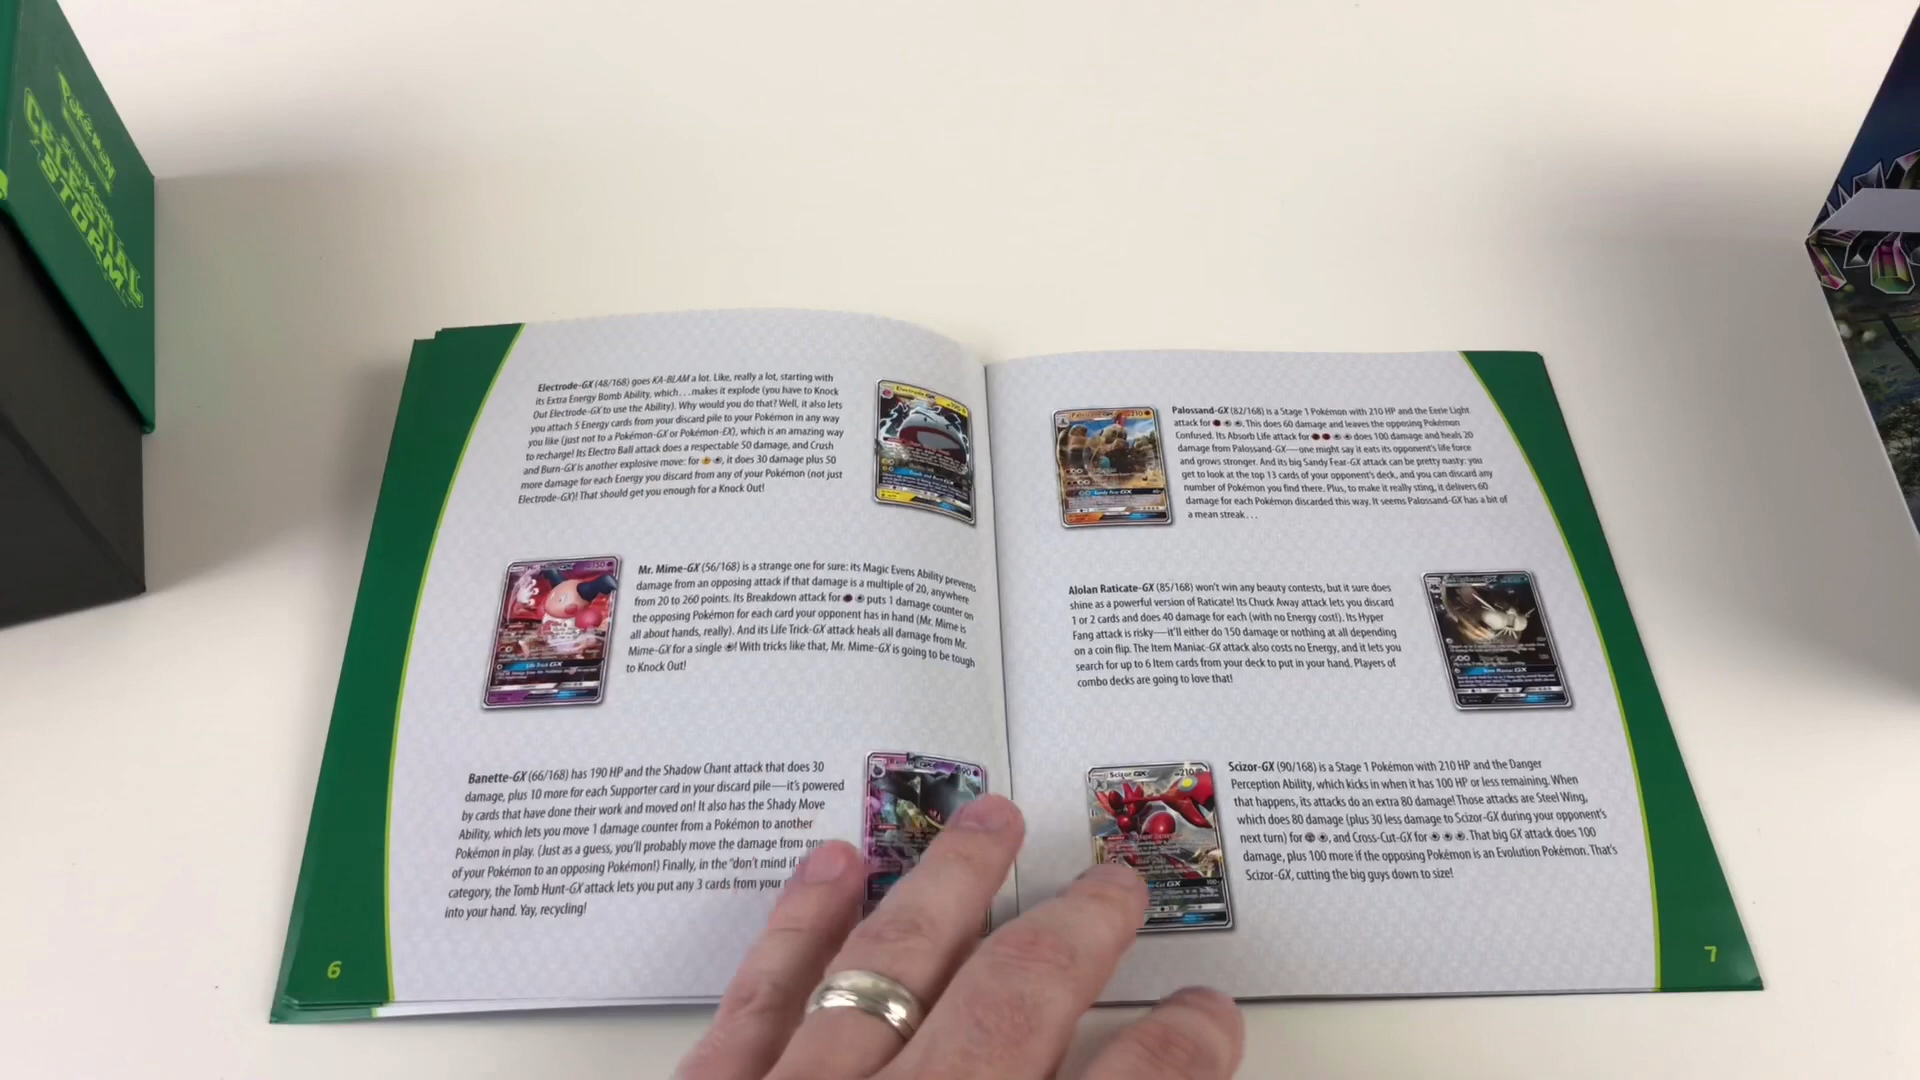 POKÉMON
SUN & MOON
CELESTIAL
STORM
Electrode-GX (48/168) goes KA-BLAM a lot. Like, really a lot, starting with
its Extra Energy Bomb Ability, which…makes it explode (you have to Knock
Out Electrode-GX to use the Ability). Why would you do that? Well, it also lets
you attach 5 Energy cards from your discard pile to your Pokémon in any way
you like (just not to a Pokémon-GX or Pokémon-EX), which is an amazing way
to recharge! Its Electro Ball attack does a respectable 50 damage, and Crush
and Burn-GX is another explosive move: for , it does 30 damage plus 50
more damage for each Energy you discard from any of your Pokémon (not just
Electrode-GX)! That should get you enough for a Knock Out!
Mr. Mime-GX (56/168) is a strange one for sure: its Magic Evens Ability prevents
damage from an opposing attack if that damage is a multiple of 20, anywhere
from 20 to 260 points. Its Breakdown attack for puts 1 damage counter on
the opposing Pokémon for each card your opponent has in hand (Mr. Mime is
all about hands, really). And its Life Trick-GX attack heals all damage from Mr.
Mime-GX for a single ! With tricks like that, Mr. Mime-GX is going to be tough
to Knock Out!
Life Trick GX
Banette-GX (66/168) has 190 HP and the Shadow Chant attack that does 30
damage, plus 10 more for each Supporter card in your discard pile—it's powered
by cards that have done their work and moved on! It also has the Shady Move
Ability, which lets you move 1 damage counter from a Pokémon to another
Pokémon in play. (Just as a guess, you'll probably move the damage from one
of your Pokémon to an opposing Pokémon!) Finally, in the "don't mind if
category, the Tomb Hunt-GX attack lets you put any 3 cards from your
into your hand. Yay, recycling!
6
Palossand-GX (82/168) is a Stage 1 Pokémon with 210 HP and the Eerie Light
attack for . This does 60 damage and leaves the opposing Pokémon
Confused. Its Absorb Life attack for does 100 damage and heals 20
damage from Palossand-GX—one might say it eats its opponent's life force
and grows stronger. And its big Sandy Fear-GX attack can be pretty nasty: you
get to look at the top 13 cards of your opponent's deck, and you can discard any
number of Pokémon you find there. Plus, to make it really sting, it delivers 60
damage for each Pokémon discarded this way. It seems Palossand-GX has a bit of
a mean streak…
Sandy Fear GX
Alolan Raticate-GX (85/168) won't win any beauty contests, but it sure does
shine as a powerful version of Raticate! Its Chuck Away attack lets you discard
1 or 2 cards and does 40 damage for each (with no Energy cost!). Its Hyper
Fang attack is risky—it'll either do 150 damage or nothing at all depending
on a coin flip. The Item Maniac-GX attack also costs no Energy, and it lets you
search for up to 6 Item cards from your deck to put in your hand. Players of
combo decks are going to love that!
Scizor GX 210
Scizor-GX (90/168) is a Stage 1 Pokémon with 210 HP and the Danger
Perception Ability, which kicks in when it has 100 HP or less remaining. When
that happens, its attacks do an extra 80 damage! Those attacks are Steel Wing,
which does 80 damage (plus 30 less damage to Scizor-GX during your opponent's
next turn) for , and Cross-Cut-GX for . That big GX attack does 100
damage, plus 100 more if the opposing Pokémon is an Evolution Pokémon. That's
Scizor-GX, cutting the big guys down to size!
7